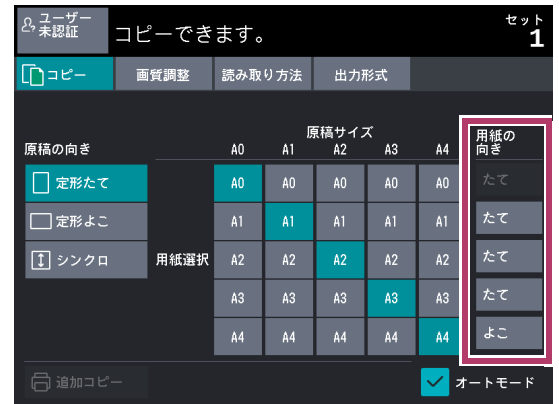 ユーザー
未認証
コピーできます。
セット
1
コピー
画質調整
読み取り方法
出力形式
原稿サイズ
用紙の
向き
原稿の向き
A0 A1 A2 A3 A4
定形たて
A0 A0 A0 A0 A0
たて
定形よこ
A1 A1 A1 A1 A1
たて
シンクロ
用紙選択
A2 A2 A2 A2 A2
たて
A3 A3 A3 A3 A3
たて
A4 A4 A4 A4 A4
よこ
追加コピー
オートモード